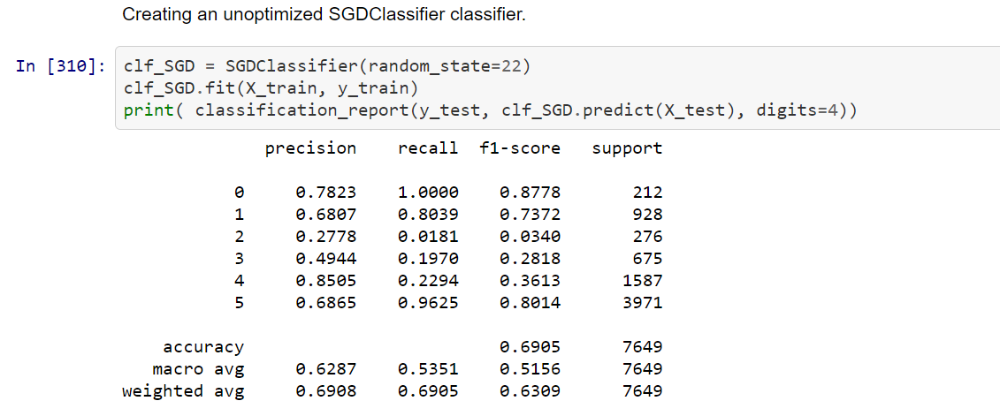 Creating an unoptimized SGDClassifier classifier.
In [310]: clf_SGD = SGDClassifier(random_state=22)
clf_SGD.fit(X_train, y_train)
print( classification_report(y_test, clf_SGD.predict(X_test), digits=4))
precision recall f1-score support
0 0.7823 1.0000 0.8778 212
1 0.6807 0.8039 0.7372 928
2 0.2778 0.0181 0.0340 276
3 0.4944 0.1970 0.2818 675
4 0.8505 0.2294 0.3613 1587
5 0.6865 0.9625 0.8014 3971
accuracy 0.6905 7649
macro avg 0.6287 0.5351 0.5156 7649
weighted avg 0.6908 0.6905 0.6309 7649